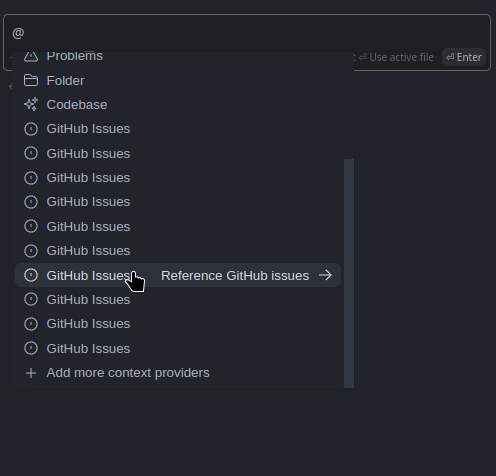 @
Problems
⏎ Use active file ⏎ Enter
Folder
Codebase
GitHub Issues
GitHub Issues
GitHub Issues
GitHub Issues
GitHub Issues
GitHub Issues
GitHub Issues Reference GitHub issues →
GitHub Issues
GitHub Issues
GitHub Issues
+ Add more context providers